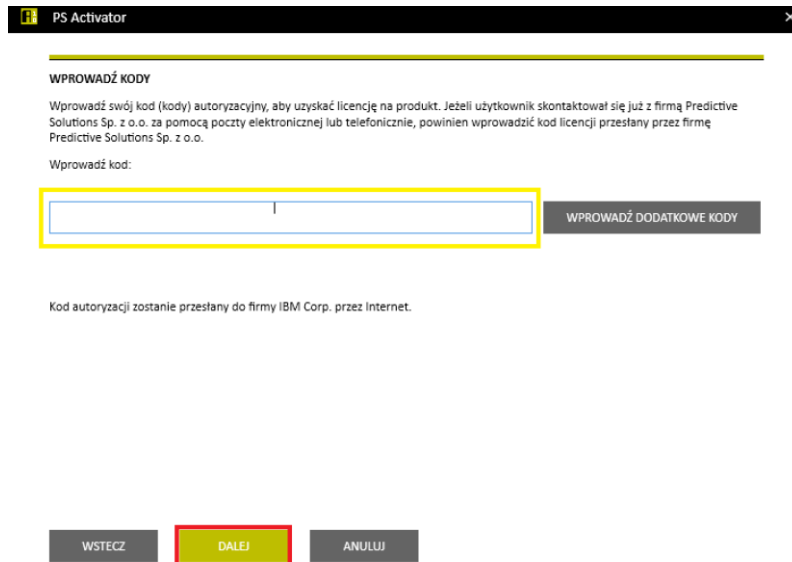 PS Activator
WPROWADŹ KODY
Wprowadź swój kod (kody) autoryzacyjny, aby uzyskać licencję na produkt. Jeżeli użytkownik skontaktował się już z firmą Predictive
Solutions Sp. z o.o. za pomocą poczty elektronicznej lub telefonicznie, powinien wprowadzić kod licencji przesłany przez firmę
Predictive Solutions Sp. z o.o.
Wprowadź kod:
WPROWADŹ DODATKOWE KODY
Kod autoryzacji zostanie przesłany do firmy IBM Corp. przez Internet.
WSTECZ DALEJ ANULUJ